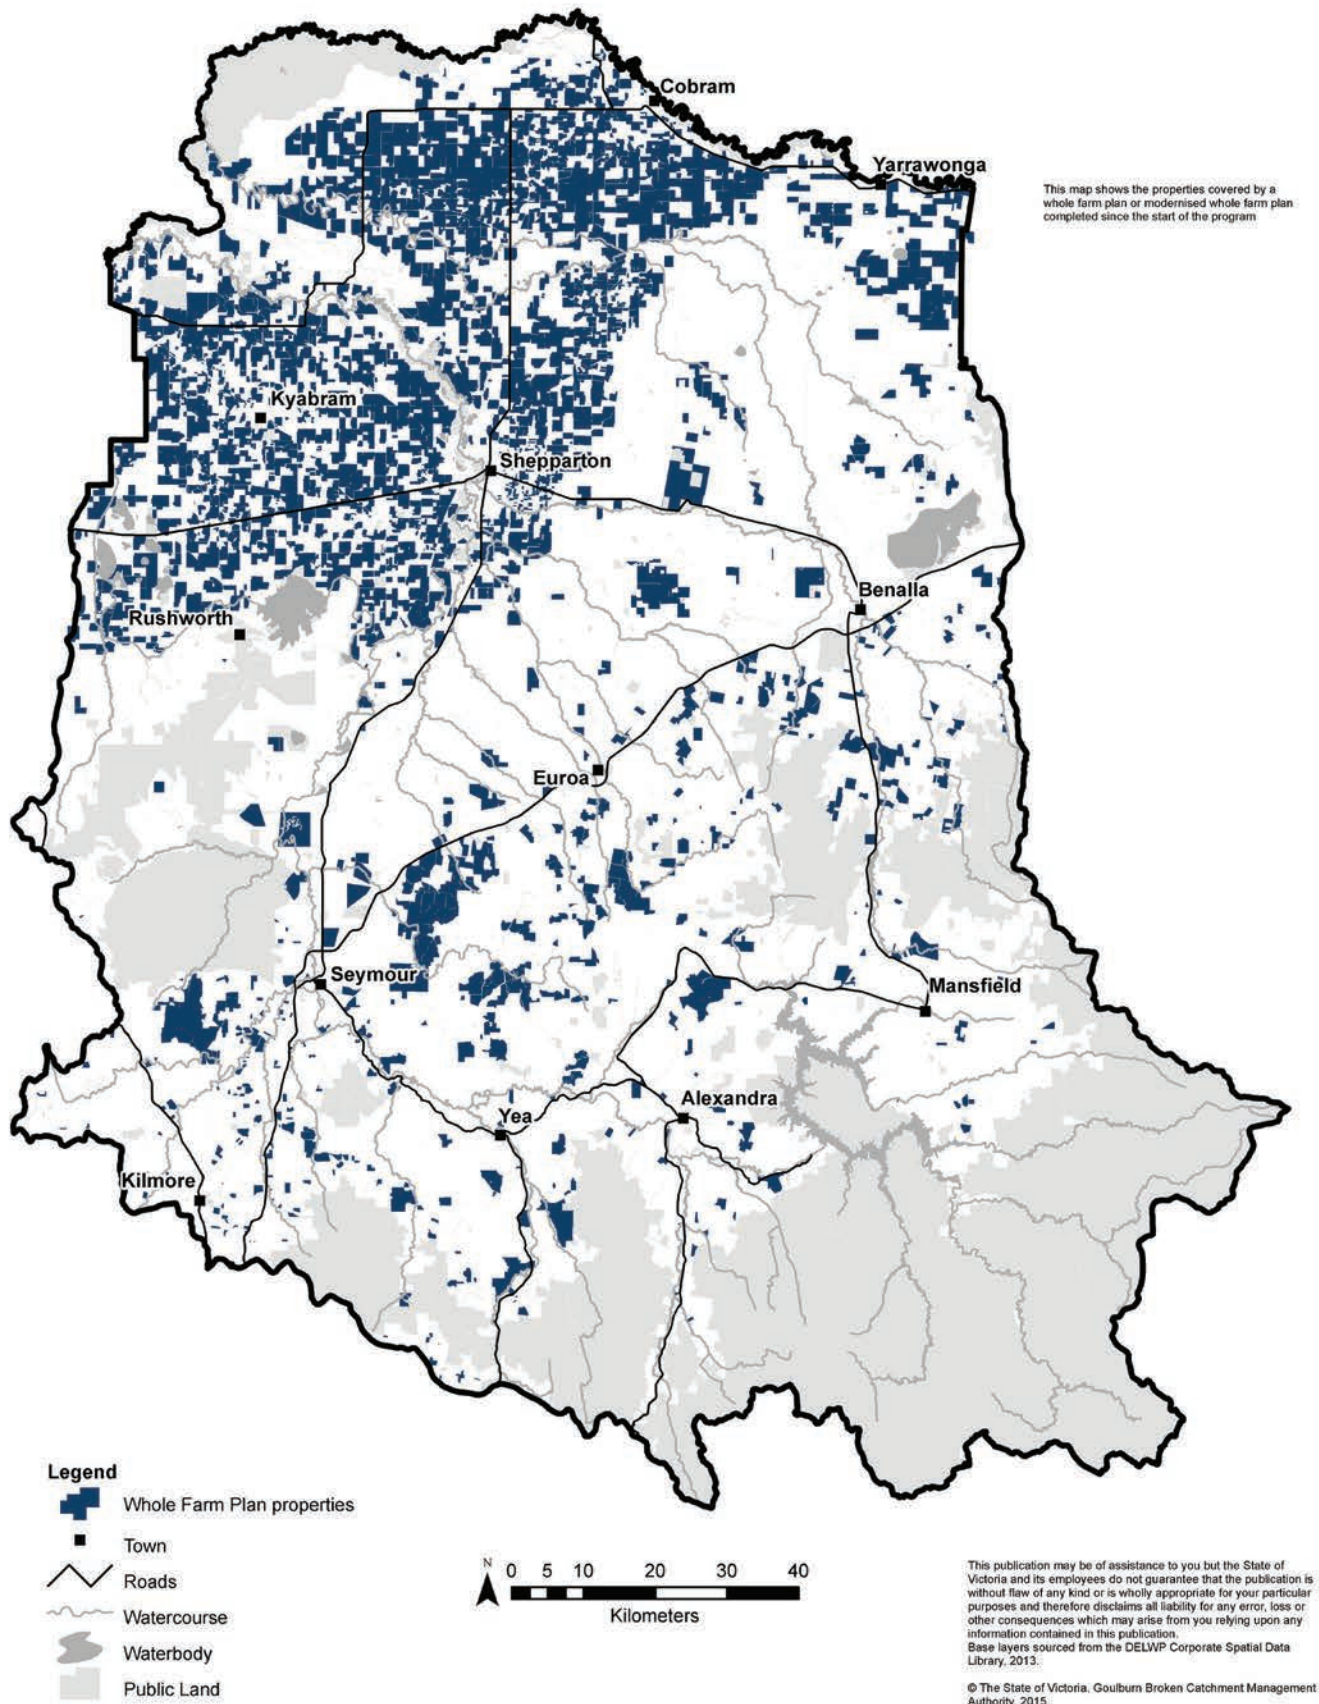 Cobram
Yarrawonga
This map shows the properties covered by a
whole farm plan or modernised whole farm plan
completed since the start of the program
Kyabram
Shepparton
Benalla
Rushworth
Euroa
Seymour
Mansfield
Alexandra
Yea
Kilmore
Legend
Whole Farm Plan properties
Town
Roads
Watercourse
Waterbody
Public Land
N
0 5 10 20 30 40
Kilometers
This publication may be of assistance to you but the State of
Victoria and its employees do not guarantee that the publication is
without flaw of any kind or is wholly appropriate for your particular
purposes and therefore disclaims all liability for any error, loss or
other consequences which may arise from you relying upon any
information contained in this publication.
Base layers sourced from the DELWP Corporate Spatial Data
Library, 2013.
© The State of Victoria, Goulburn Broken Catchment Management
Authority, 2015